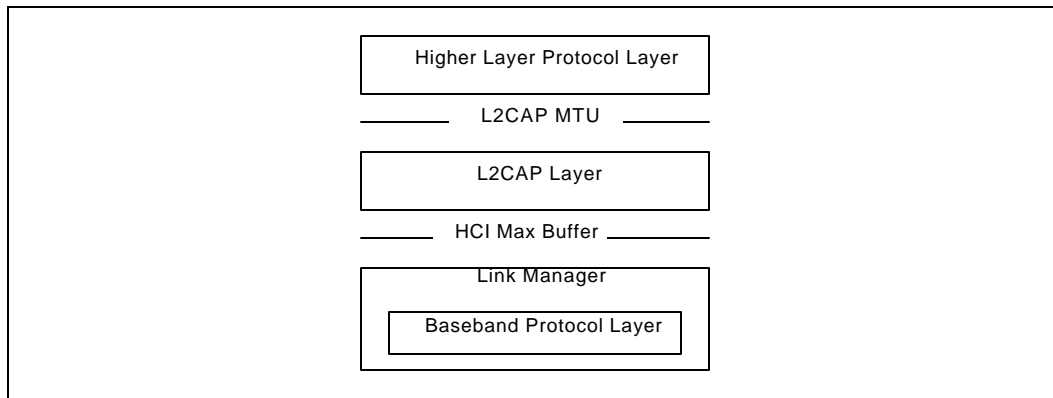 Higher Layer Protocol Layer
L2CAP MTU
L2CAP Layer
HCI Max Buffer
Link Manager
Baseband Protocol Layer